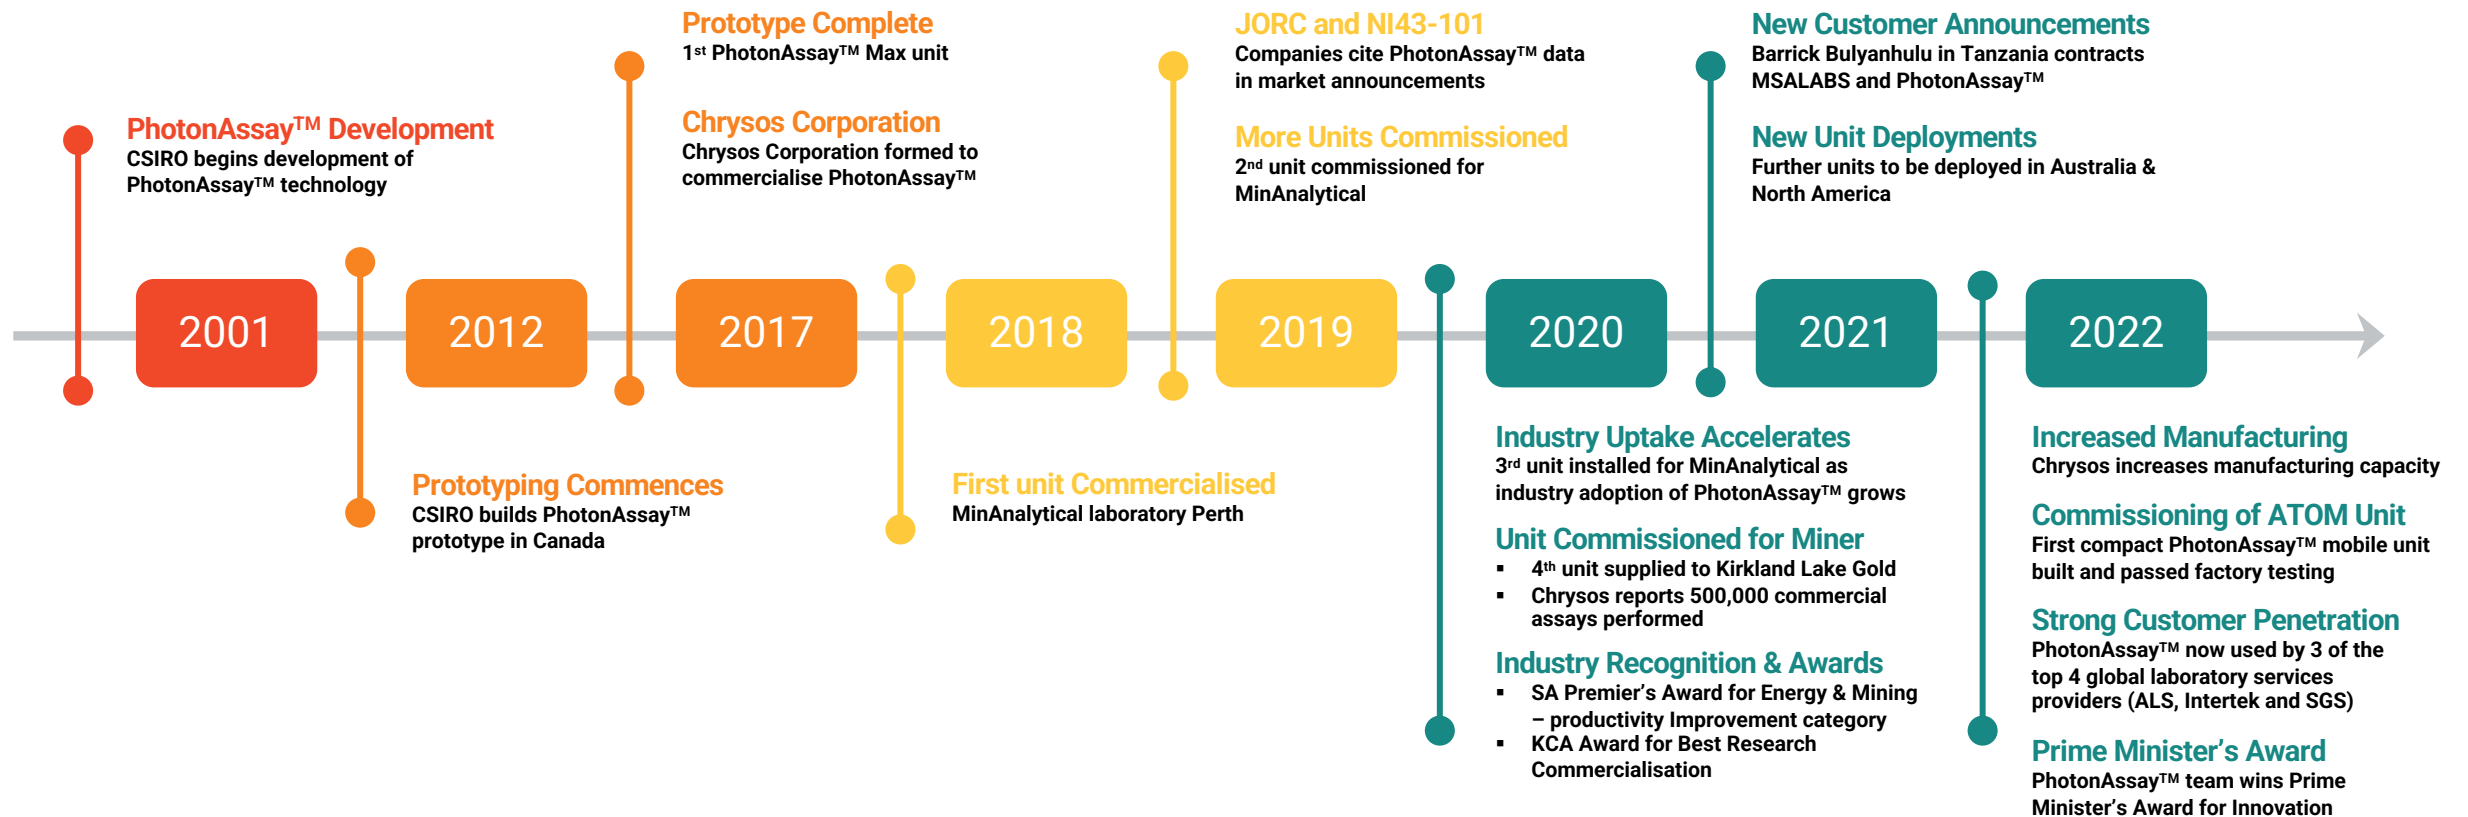 PhotonAssay™ Development
CSIRO begins development of
PhotonAssay™ technology
2001
2012
Prototyping Commences
CSIRO builds PhotonAssay™
prototype in Canada
Prototype Complete
1st PhotonAssay™ Max unit
Chrysos Corporation
Chrysos Corporation formed to
commercialise PhotonAssay™
2017
2018
First unit Commercialised
MinAnalytical laboratory Perth
JORC and NI43-101
Companies cite PhotonAssay™ data
in market announcements
More Units Commissioned
2nd unit commissioned for
MinAnalytical
2019
2020
Industry Uptake Accelerates
3rd unit installed for MinAnalytical as
industry adoption of PhotonAssay™ grows
Unit Commissioned for Miner
▪ 4th unit supplied to Kirkland Lake Gold
▪ Chrysos reports 500,000 commercial
assays performed
Industry Recognition & Awards
▪ SA Premier’s Award for Energy & Mining
– productivity Improvement category
▪ KCA Award for Best Research
Commercialisation
New Customer Announcements
Barrick Bulyanhulu in Tanzania contracts
MSALABS and PhotonAssay™
New Unit Deployments
Further units to be deployed in Australia &
North America
2021
2022
Increased Manufacturing
Chrysos increases manufacturing capacity
Commissioning of ATOM Unit
First compact PhotonAssay™ mobile unit
built and passed factory testing
Strong Customer Penetration
PhotonAssay™ now used by 3 of the
top 4 global laboratory services
providers (ALS, Intertek and SGS)
Prime Minister’s Award
PhotonAssay™ team wins Prime
Minister’s Award for Innovation